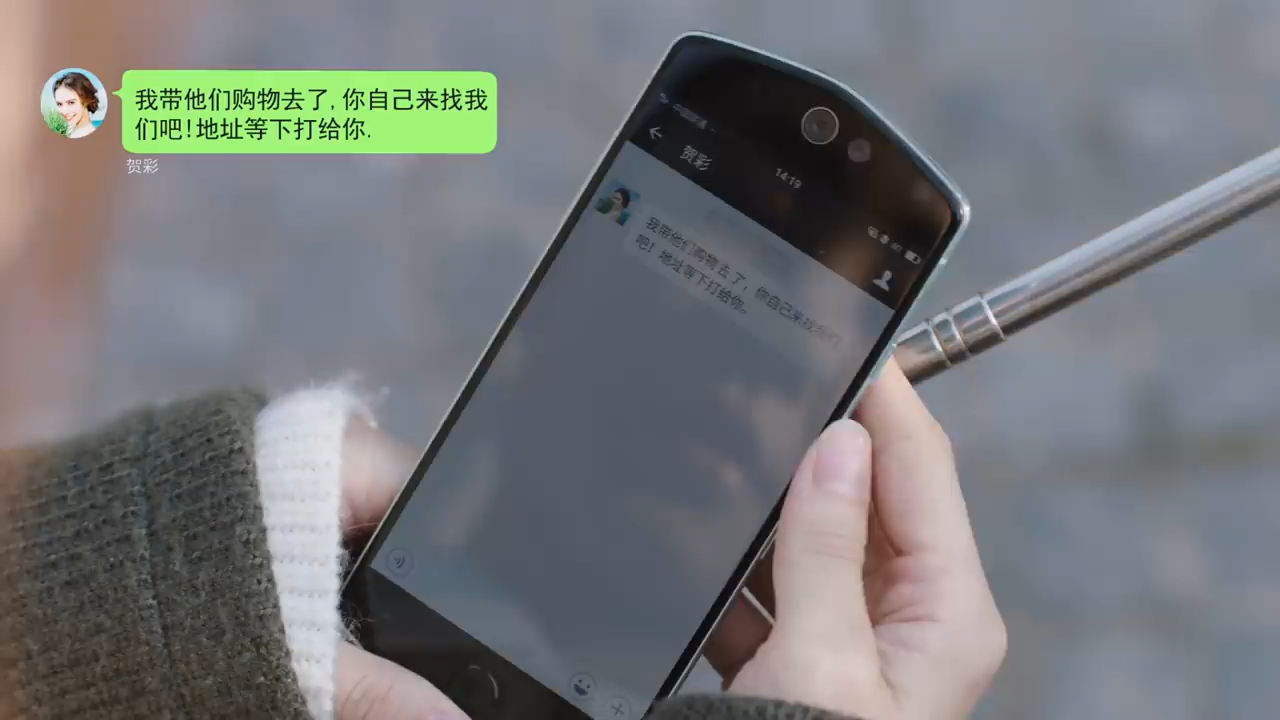 我带他们购物去了,你自己来找我
们吧!地址等下打给你.
贺彩
贺彩
14:19
我带他们购物去了，你自己来找我们
吧！地址等下打给你。